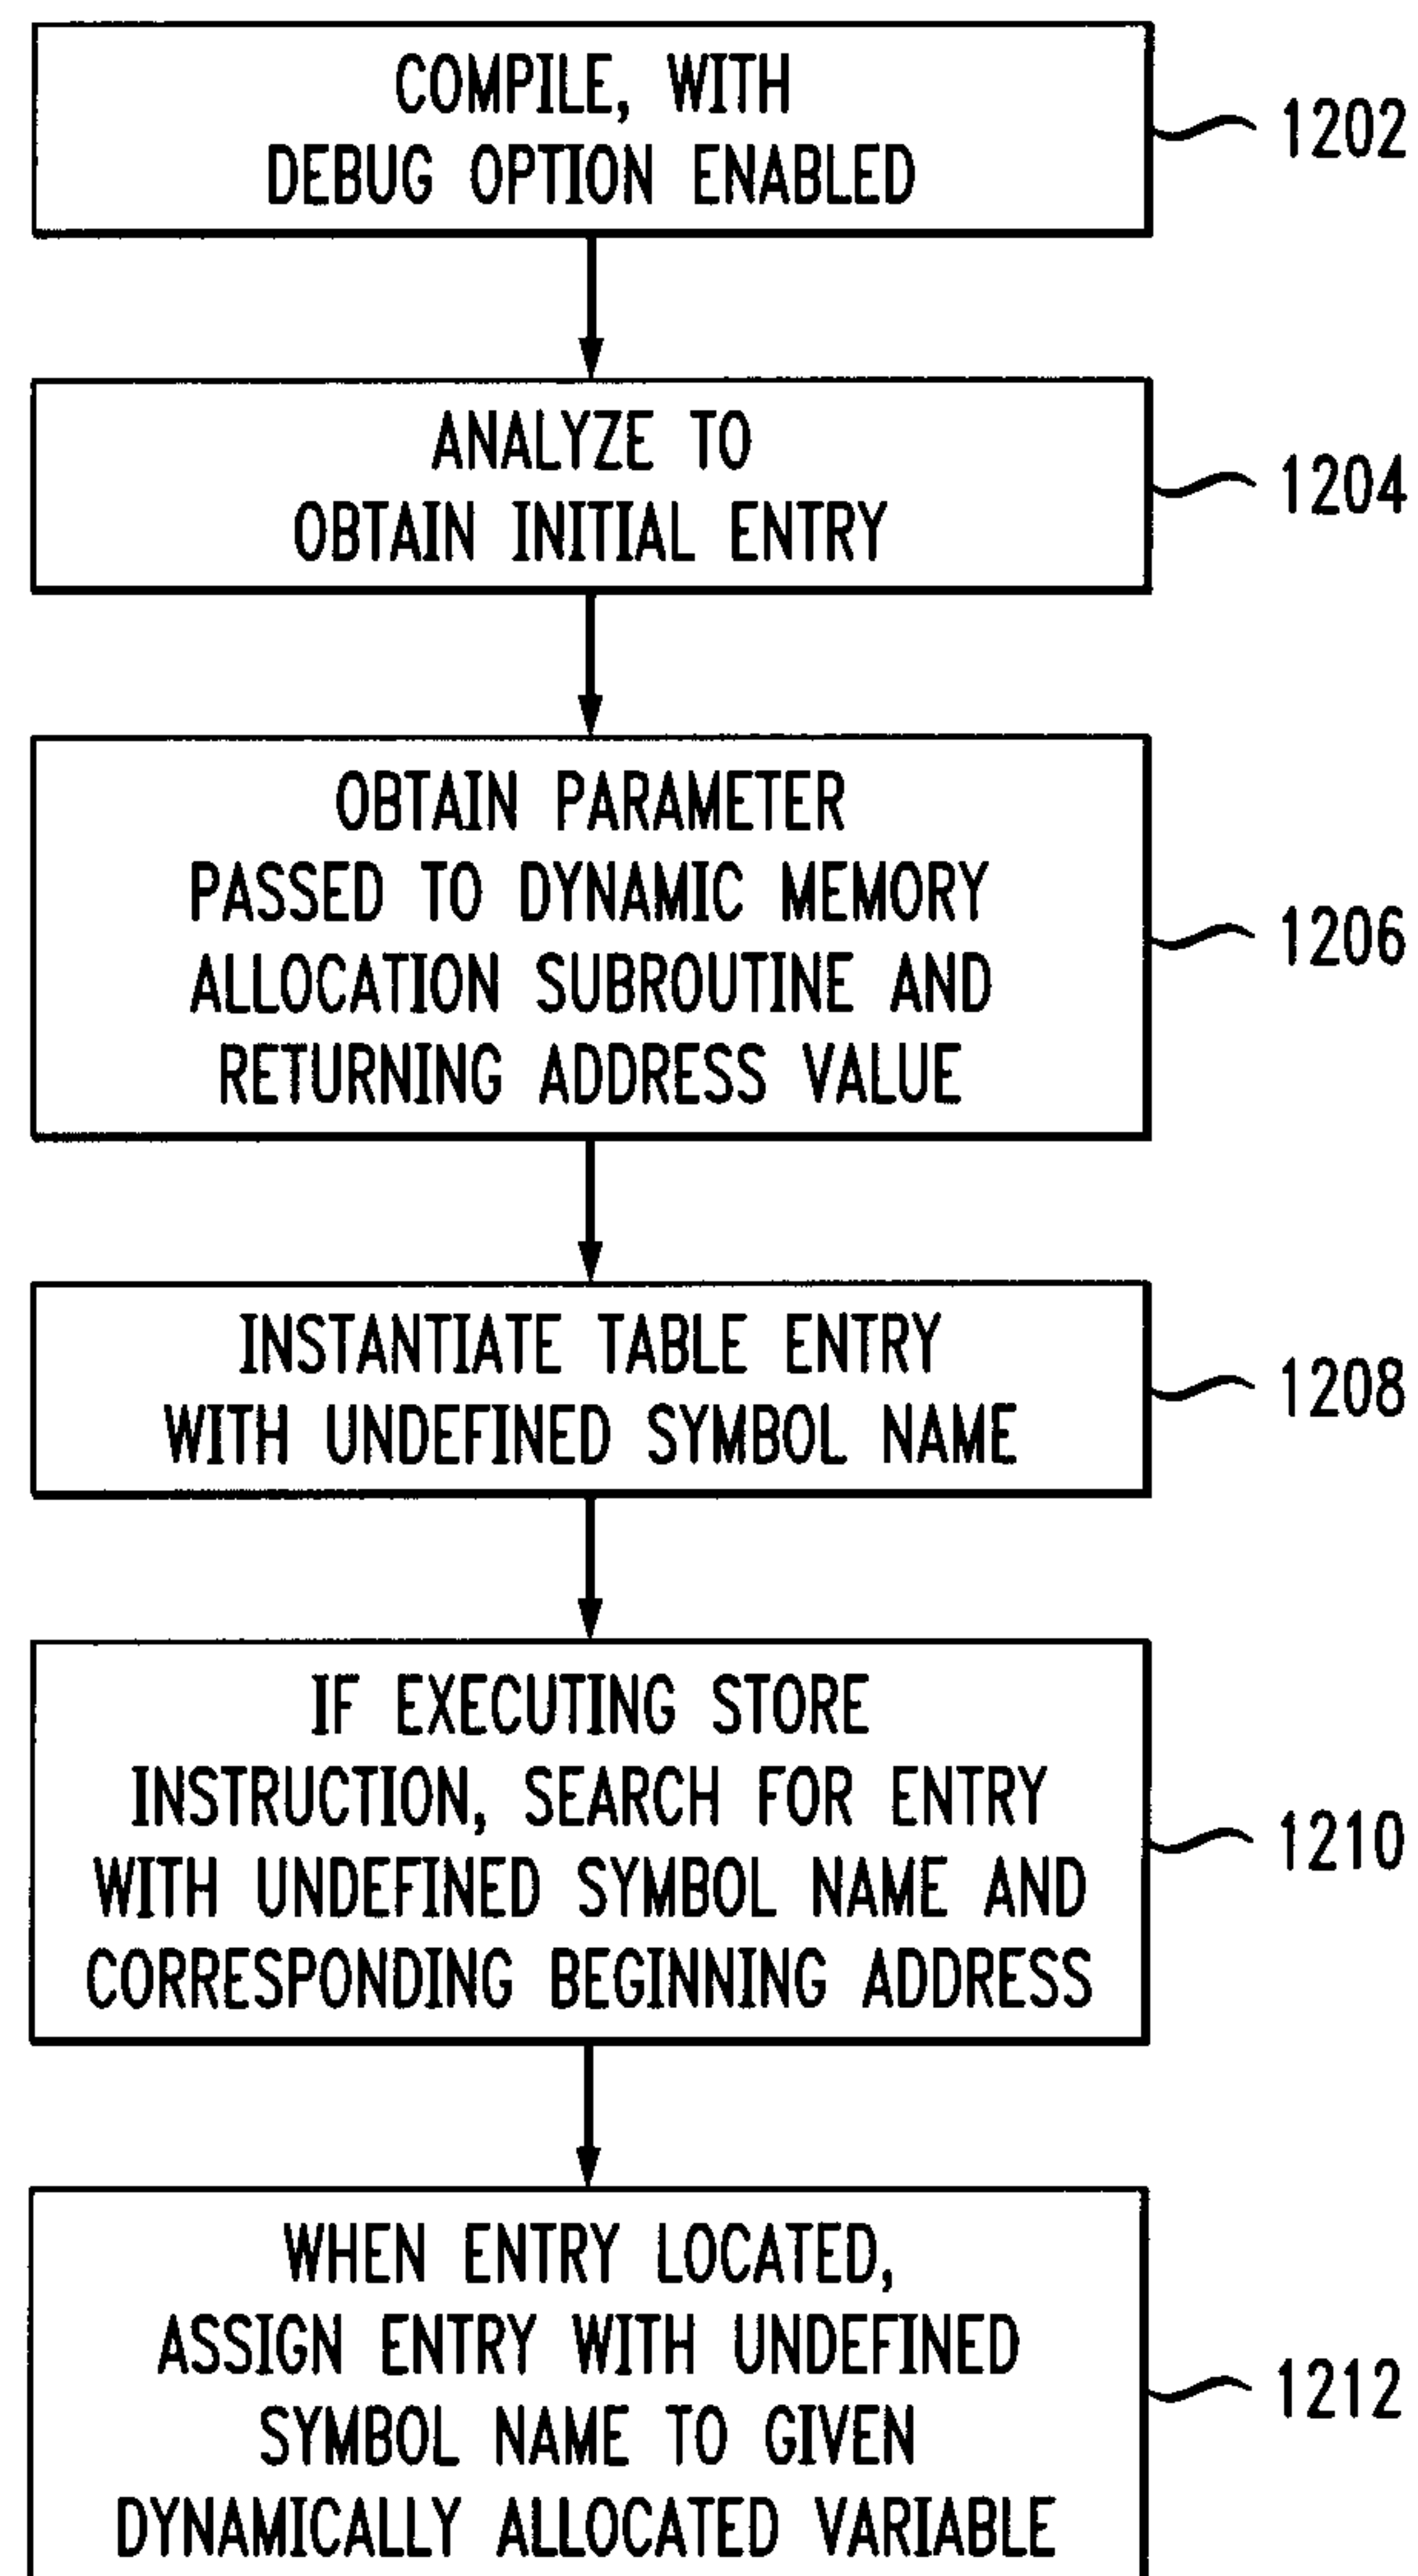 COMPILE, WITH
DEBUG OPTION ENABLED
1202
ANALYZE TO
OBTAIN INITIAL ENTRY
1204
OBTAIN PARAMETER
PASSED TO DYNAMIC MEMORY
ALLOCATION SUBROUTINE AND
RETURNING ADDRESS VALUE
1206
INSTANTIATE TABLE ENTRY
WITH UNDEFINED SYMBOL NAME
1208
IF EXECUTING STORE
INSTRUCTION, SEARCH FOR ENTRY
WITH UNDEFINED SYMBOL NAME AND
CORRESPONDING BEGINNING ADDRESS
1210
WHEN ENTRY LOCATED,
ASSIGN ENTRY WITH UNDEFINED
SYMBOL NAME TO GIVEN
DYNAMICALLY ALLOCATED VARIABLE
1212